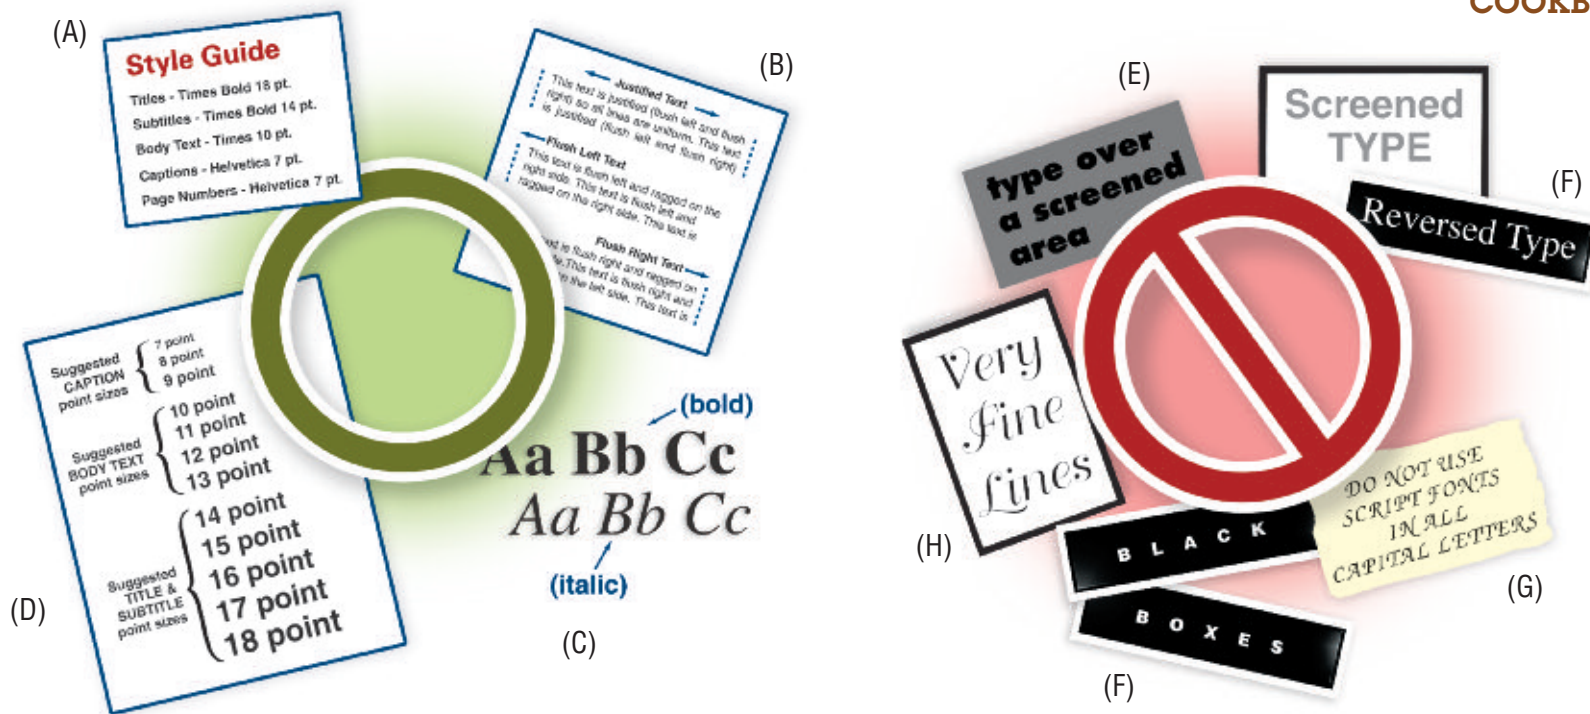 COOKB
(A)
Style Guide
Titles - Times Bold 18 pt.
Subtitles - Times Bold 14 pt.
Body Text - Times 10 pt.
Captions - Helvetica 7 pt.
Page Numbers - Helvetica 7 pt.
(B)
Justified Text
This text is justified (flush left and flush
right) so all lines are uniform. This text
is justified (flush left and flush right)
Flush Left Text
This text is flush left and ragged on the
right side. This text is flush left and
ragged on the right side. This text is
Flush Right Text
text is flush right and ragged on
This text is flush right and
on the left side. This text is
(bold)
Aa Bb Cc
Aa Bb Cc
(italic)
(C)
Suggested
CAPTION
point sizes
7 point
8 point
9 point
Suggested
BODY TEXT
point sizes
10 point
11 point
12 point
13 point
Suggested
TITLE &
SUBTITLE
point sizes
14 point
15 point
16 point
17 point
18 point
(D)
(E)
type over
a screened
area
Screened
TYPE
(F)
Reversed Type
Very
Fine
Lines
(H)
BLACK
BOXES
(F)
DO NOT USE
SCRIPT FONTS
IN ALL
CAPITAL LETTERS
(G)